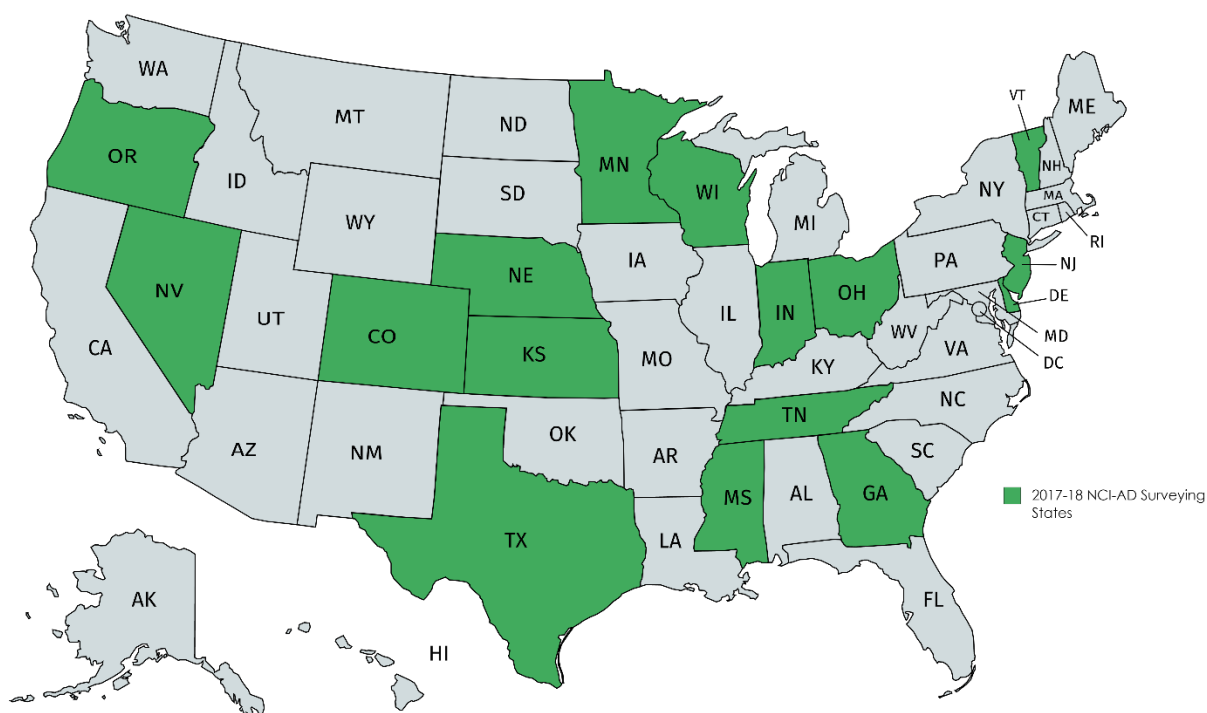 WA
MT
ND
MN
OR
ID
SD
WI
WY
MI
VT
ME
NH
NY
MA
CT
RI
NV
UT
CO
NE
IA
IL
IN
OH
PA
NJ
DE
MD
DC
CA
KS
MO
KY
WV
VA
AZ
NM
OK
AR
TN
NC
SC
TX
LA
MS
AL
GA
2017-18 NCI-AD Surveying
States
FL
AK
HI